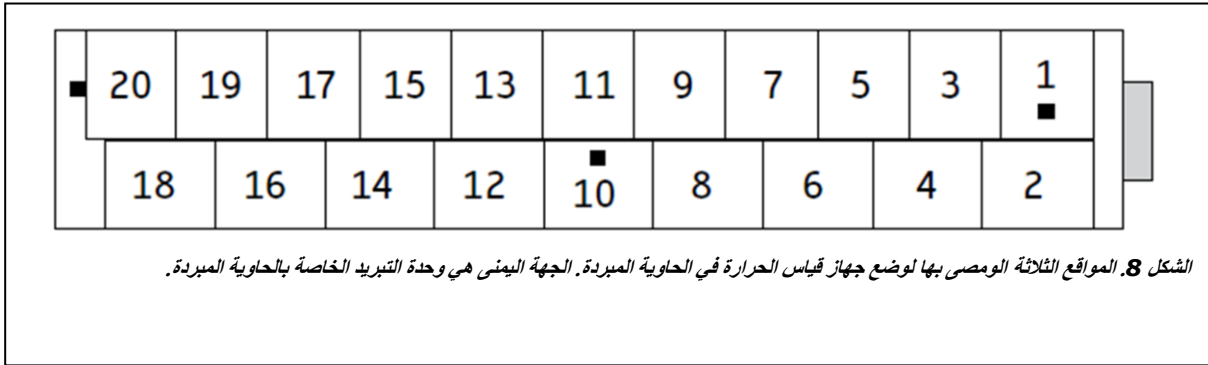 20 19 17 15 13 11 9 7 5 3 1
18 16 14 12 10 8 6 4 2
الشكل 8. المواقع الثلاثة الومصى بها لوضع جهاز قياس الحرارة في الحاوية المبردة. الجهة اليمنى هي وحدة التبريد الخاصة بالحاوية المبردة.